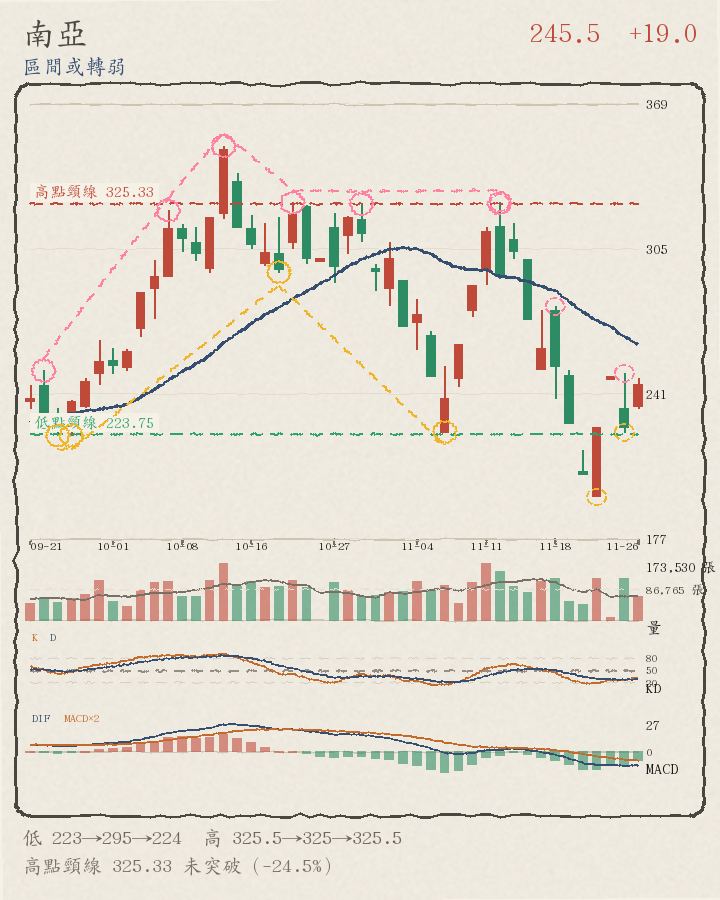 南亞
245.5 +19.0
區間或轉弱
369
高點頸線 325.33
305
241
低點頸線 223.75
177
09-21 10-01 10-08 10-16 10-27 11-04 11-11 11-18 11-26
173,530 張
86,765 張
量
K D
80
50
20
KD
DIF MACD×2
27
0
MACD
低 223→295→224 高 325.5→325→325.5
高點頸線 325.33 未突破 (-24.5%)